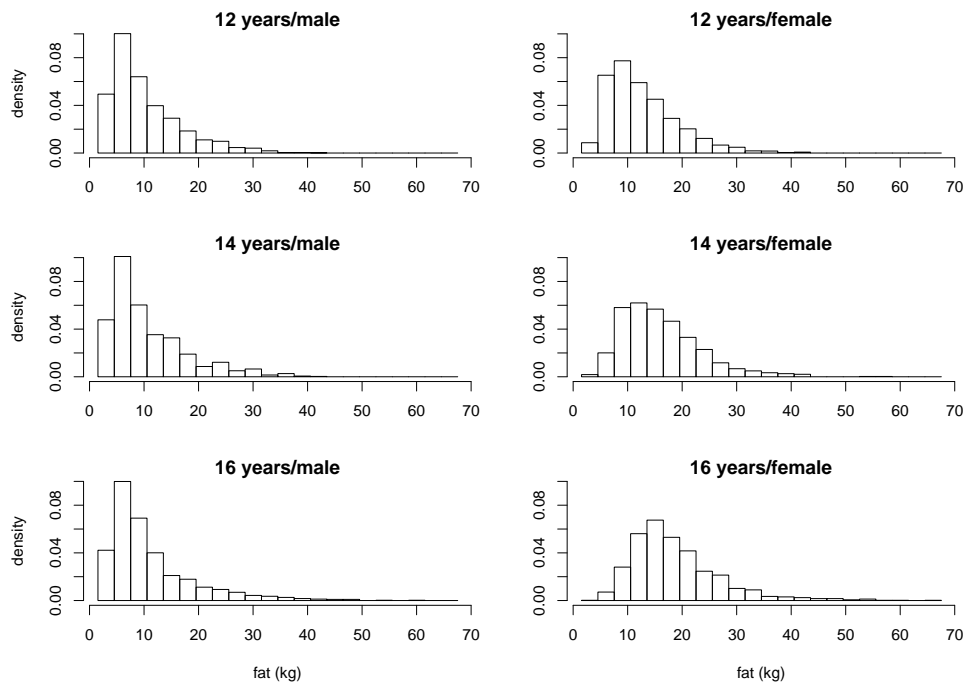 12 years/male
density
0.00 0.04 0.08
0 10 20 30 40 50 60 70
12 years/female
0.00 0.04 0.08
0 10 20 30 40 50 60 70
14 years/male
density
0.00 0.04 0.08
0 10 20 30 40 50 60 70
14 years/female
0.00 0.04 0.08
0 10 20 30 40 50 60 70
16 years/male
density
0.00 0.04 0.08
0 10 20 30 40 50 60 70
fat (kg)
16 years/female
0.00 0.04 0.08
0 10 20 30 40 50 60 70
fat (kg)